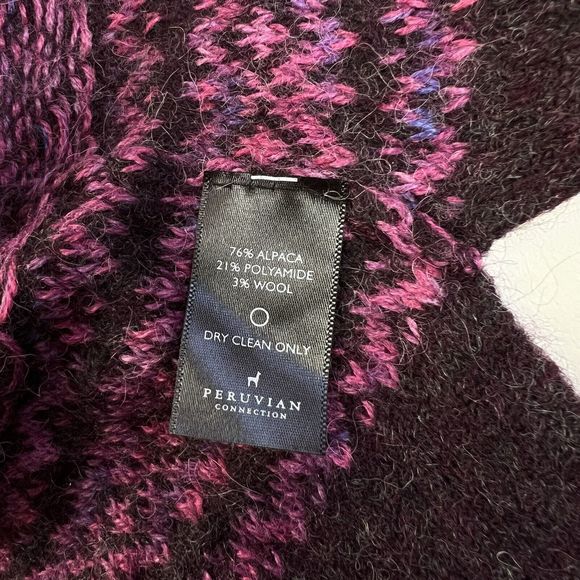 76% ALPACA
21% POLYAMIDE
3% WOOL
DRY CLEAN ONLY
PERUVIAN
CONNECTION